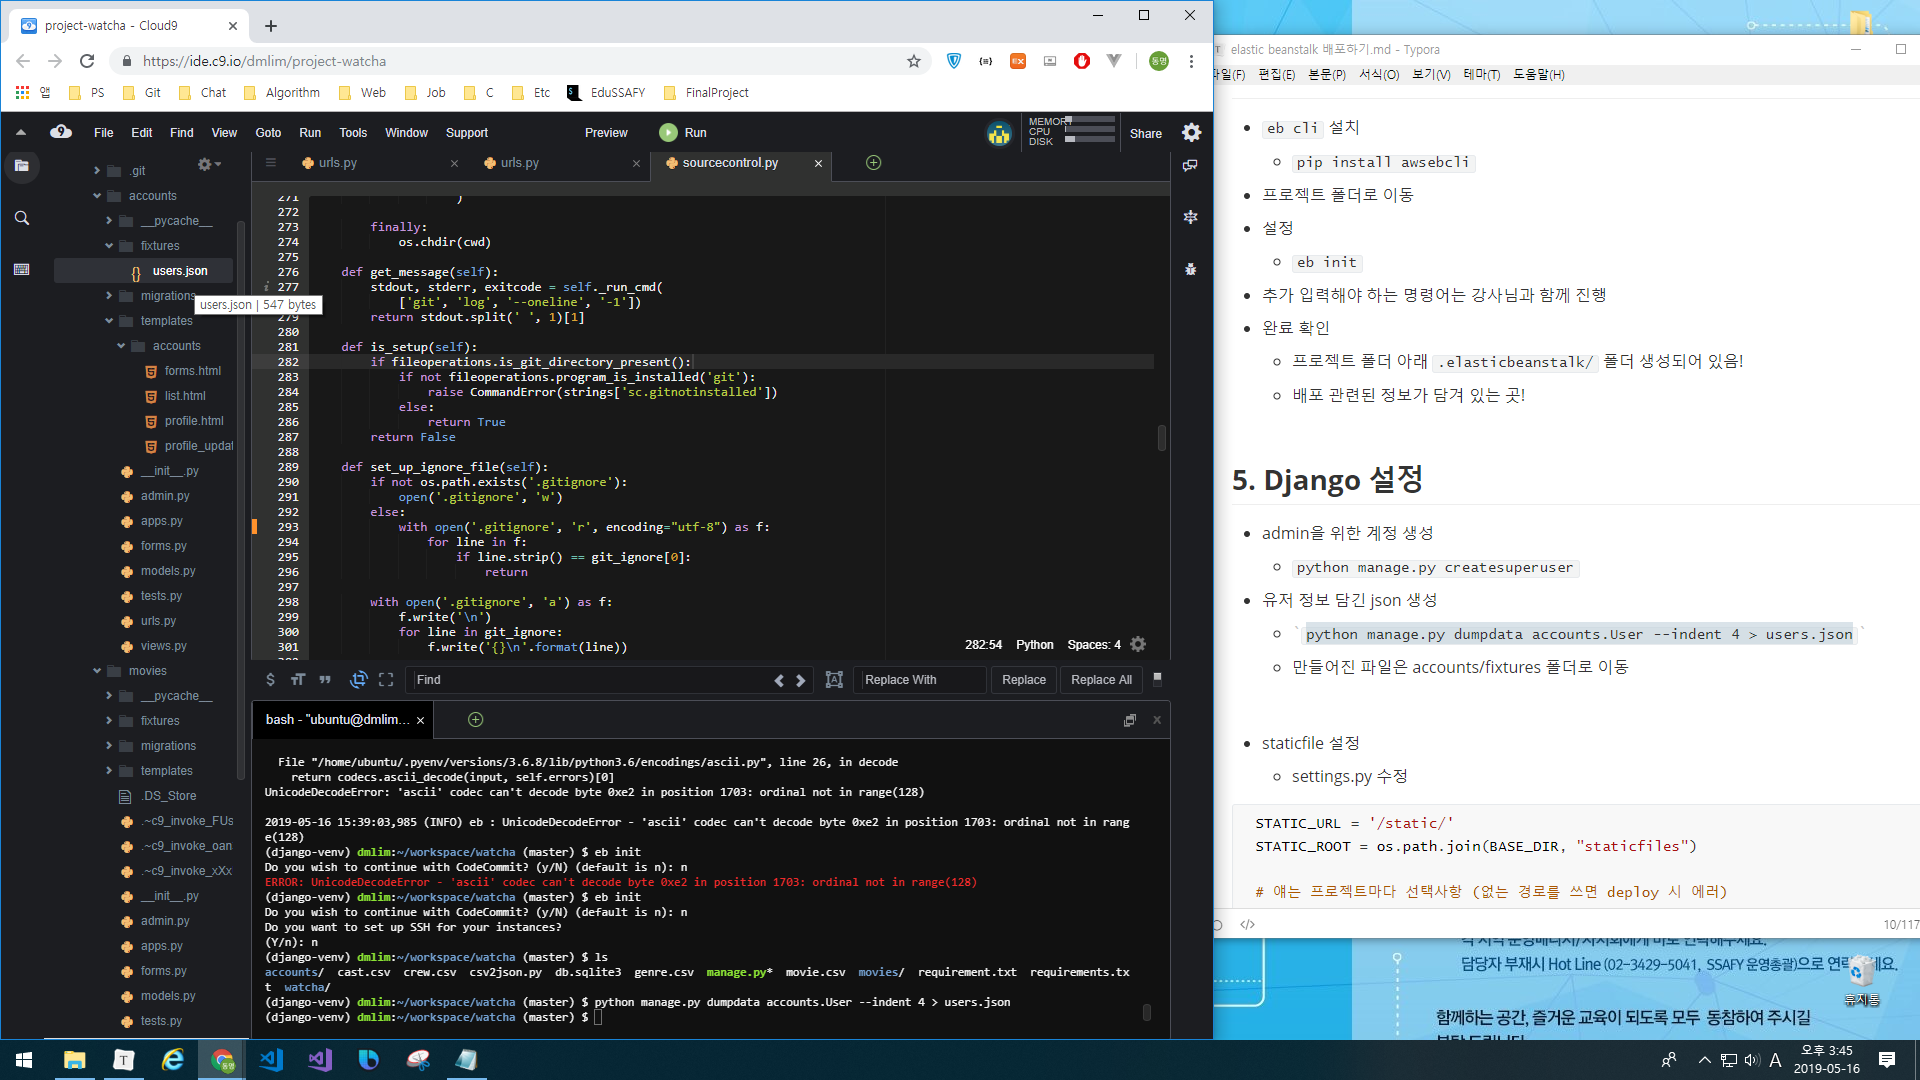 project-watcha - Cloud9
https://ide.c9.io/dmlim/project-watcha
앱 PS Git Chat Algorithm Web Job C Etc EduSSAFY FinalProject
File Edit Find View Goto Run Tools Window Support Preview Run
MEMORY
CPU
DISK
Share
.git
accounts
__pycache__
fixtures
users.json
migrations
users.json | 547 bytes
templates
accounts
forms.html
list.html
profile.html
profile_updat
__init__.py
admin.py
apps.py
forms.py
models.py
tests.py
urls.py
views.py
movies
__pycache__
fixtures
migrations
templates
.DS_Store
.~c9_invoke_FUs
.~c9_invoke_oan
.~c9_invoke_xXx
__init__.py
admin.py
apps.py
forms.py
models.py
tests.py
urls.py urls.py sourcecontrol.py
271 )
272
273 finally:
274 os.chdir(cwd)
275
276 def get_message(self):
277 stdout, stderr, exitcode = self._run_cmd(
['git', 'log', '--oneline', '-1'])
279 return stdout.split(' ', 1)[1]
280
281 def is_setup(self):
282 if fileoperations.is_git_directory_present():
283 if not fileoperations.program_is_installed('git'):
284 raise CommandError(strings['sc.gitnotinstalled'])
285 else:
286 return True
287 return False
288
289 def set_up_ignore_file(self):
290 if not os.path.exists('.gitignore'):
291 open('.gitignore', 'w')
292 else:
293 with open('.gitignore', 'r', encoding="utf-8") as f:
294 for line in f:
295 if line.strip() == git_ignore[0]:
296 return
297
298 with open('.gitignore', 'a') as f:
299 f.write('\n')
300 for line in git_ignore:
301 f.write('{}\n'.format(line))
282:54 Python Spaces: 4
Find Replace With Replace Replace All
bash - "ubuntu@dmlim...
File "/home/ubuntu/.pyenv/versions/3.6.8/lib/python3.6/encodings/ascii.py", line 26, in decode
return codecs.ascii_decode(input, self.errors)[0]
UnicodeDecodeError: 'ascii' codec can't decode byte 0xe2 in position 1703: ordinal not in range(128)
2019-05-16 15:39:03,985 (INFO) eb : UnicodeDecodeError - 'ascii' codec can't decode byte 0xe2 in position 1703: ordinal not in rang
e(128)
(django-venv) dmlim:~/workspace/watcha (master) $ eb init
Do you wish to continue with CodeCommit? (y/N) (default is n): n
ERROR: UnicodeDecodeError - 'ascii' codec can't decode byte 0xe2 in position 1703: ordinal not in range(128)
(django-venv) dmlim:~/workspace/watcha (master) $ eb init
Do you wish to continue with CodeCommit? (y/N) (default is n): n
Do you want to set up SSH for your instances?
(Y/n): n
(django-venv) dmlim:~/workspace/watcha (master) $ ls
accounts/ cast.csv crew.csv csv2json.py db.sqlite3 genre.csv manage.py* movie.csv movies/ requirement.txt requirements.tx
t watcha/
(django-venv) dmlim:~/workspace/watcha (master) $ python manage.py dumpdata accounts.User --indent 4 > users.json
(django-venv) dmlim:~/workspace/watcha (master) $
elastic beanstalk 배포하기.md - Typora
파일(F) 편집(E) 본문(P) 서식(O) 보기(V) 테마(T) 도움말(H)
eb cli 설치
pip install awsebcli
프로젝트 폴더로 이동
설정
eb init
추가 입력해야 하는 명령어는 강사님과 함께 진행
완료 확인
프로젝트 폴더 아래 .elasticbeanstalk/ 폴더 생성되어 있음!
배포 관련된 정보가 담겨 있는 곳!
5. Django 설정
admin을 위한 계정 생성
python manage.py createsuperuser
유저 정보 담긴 json 생성
`python manage.py dumpdata accounts.User --indent 4 > users.json`
만들어진 파일은 accounts/fixtures 폴더로 이동
staticfile 설정
settings.py 수정
STATIC_URL = '/static/'
STATIC_ROOT = os.path.join(BASE_DIR, "staticfiles")
# 얘는 프로젝트마다 선택사항 (없는 경로를 쓰면 deploy 시 에러)
10/117
담당자 부재시 Hot Line (02-3429-5041, SSAFY 운영총괄)으로 연락
세요.
휴지통
함께하는 공간, 즐거운 교육이 되도록 모두 동참하여 주시길
A
오후 3:45
2019-05-16